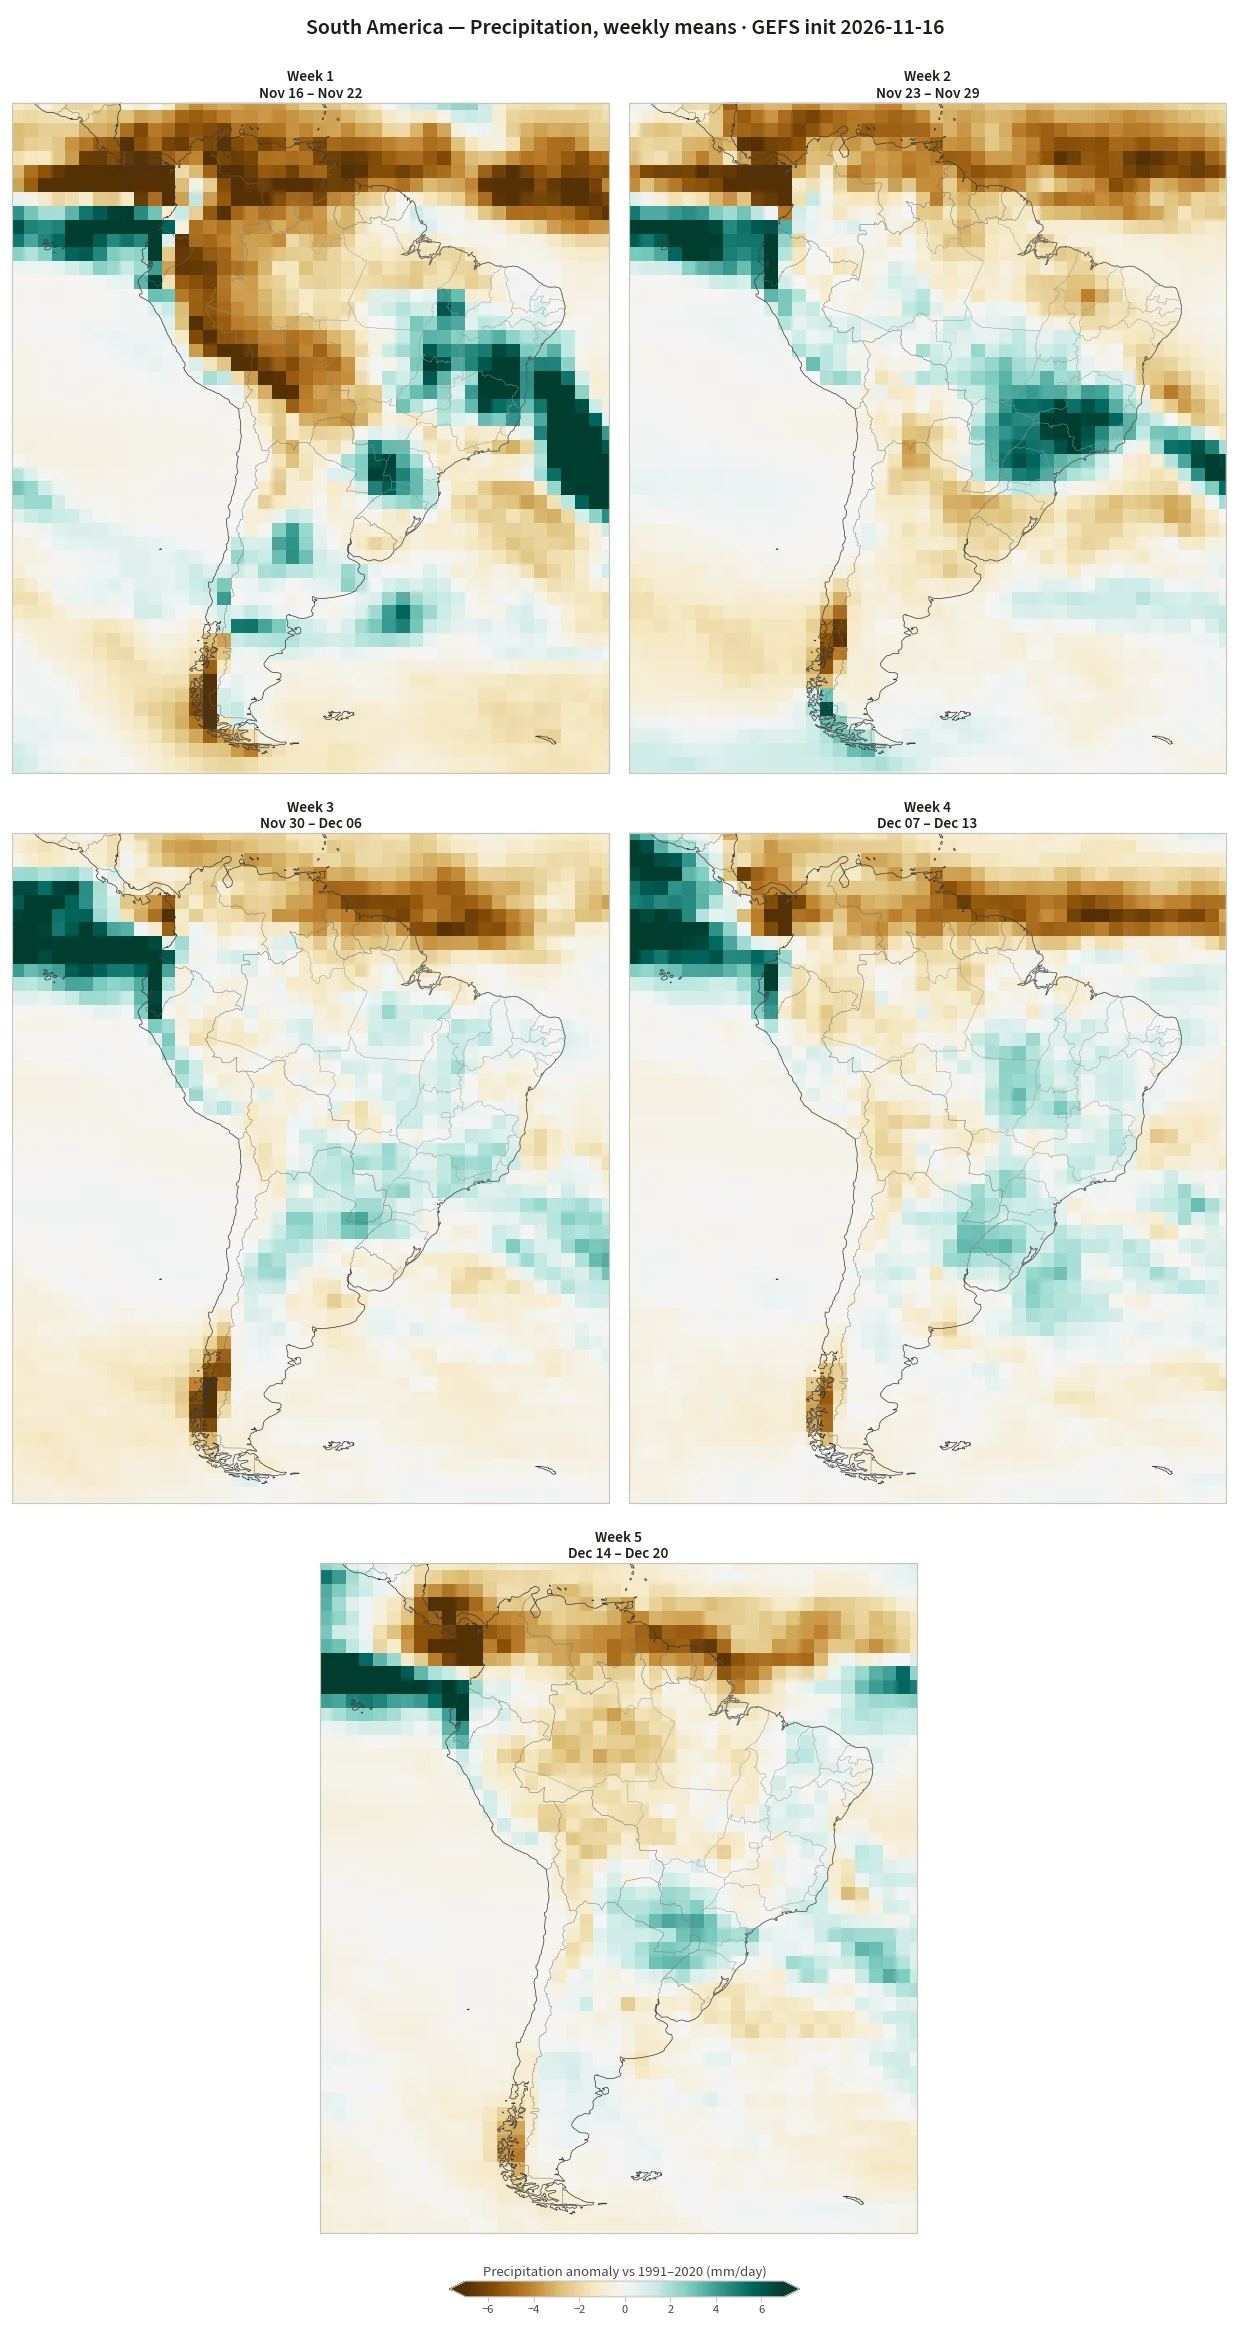 South America — Precipitation, weekly means · GEFS init 2026-11-16
Week 1
Nov 16 – Nov 22
Week 2
Nov 23 – Nov 29
Week 3
Nov 30 – Dec 06
Week 4
Dec 07 – Dec 13
Week 5
Dec 14 – Dec 20
Precipitation anomaly vs 1991–2020 (mm/day)
−6 −4 −2 0 2 4 6